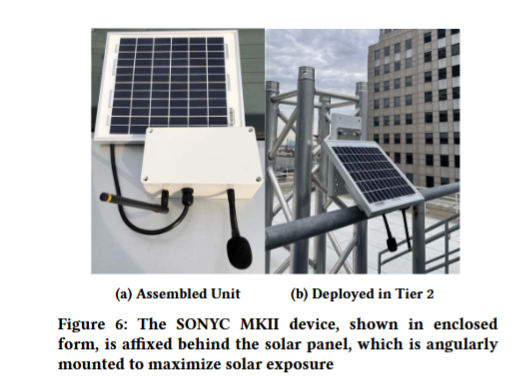 (a) Assembled Unit
(b) Deployed in Tier 2
Figure 6: The SONYC MKII device, shown in enclosed
form, is affixed behind the solar panel, which is angularly
mounted to maximize solar exposure